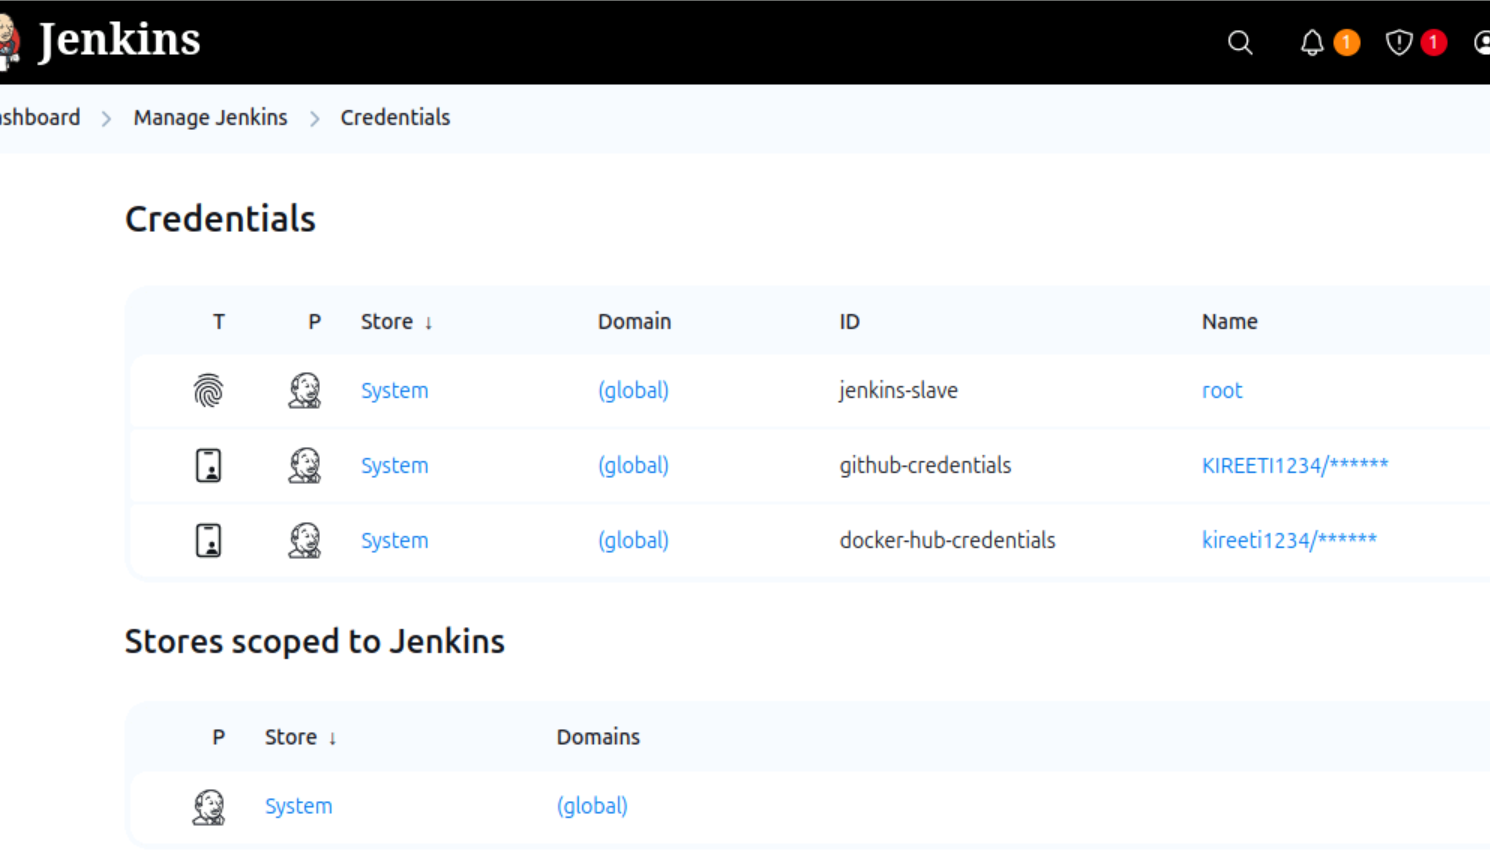 Jenkins
1 1
shboard > Manage Jenkins > Credentials
Credentials
T P Store ↓ Domain ID Name
System (global) jenkins-slave root
System (global) github-credentials KIREETI1234/******
System (global) docker-hub-credentials kireeti1234/******
Stores scoped to Jenkins
P Store ↓ Domains
System (global)